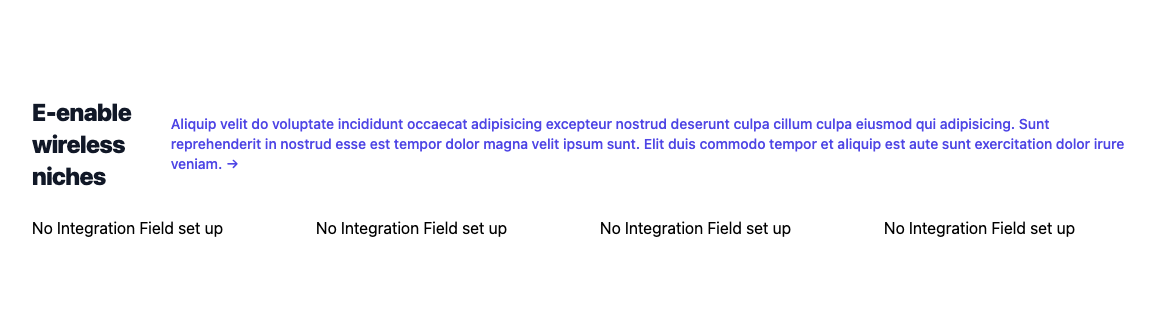 E-enable
wireless
niches
Aliquip velit do voluptate incididunt occaecat adipisicing excepteur nostrud deserunt culpa cillum culpa eiusmod qui adipisicing. Sunt
reprehenderit in nostrud esse est tempor dolor magna velit ipsum sunt. Elit duis commodo tempor et aliquip est aute sunt exercitation dolor irure
veniam. →
No Integration Field set up No Integration Field set up No Integration Field set up No Integration Field set up